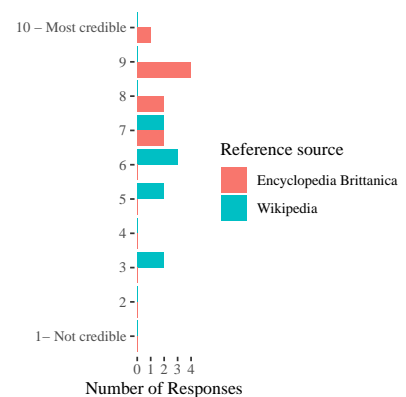 10 – Most credible
9
8
7
6
5
4
3
2
1– Not credible
0 1 2 3 4
Number of Responses
Reference source
Encyclopedia Brittanica
Wikipedia